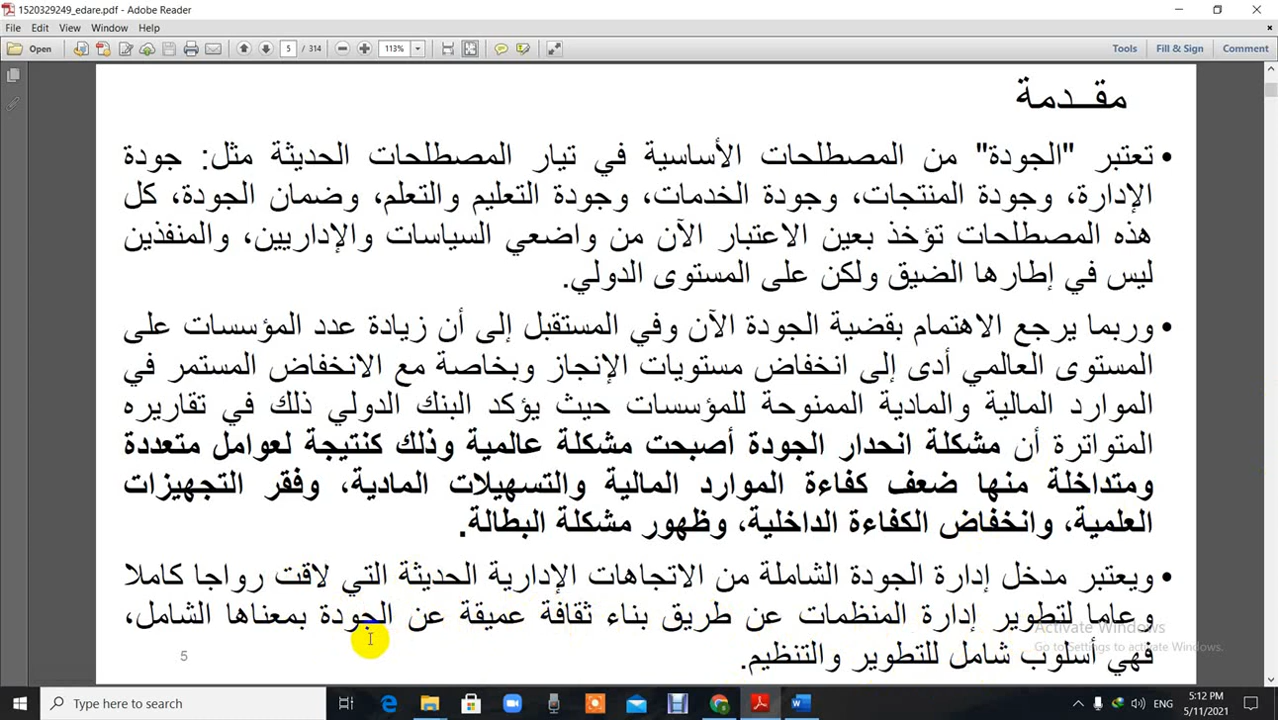 1520329249_edare.pdf - Adobe Reader
File Edit View Window Help
Open 5 / 314 113% Tools Fill & Sign Comment
مقــدمة
• تعتبر "الجودة" من المصطلحات الأساسية في تيار المصطلحات الحديثة مثل: جودة
الإدارة، وجودة المنتجات، وجودة الخدمات، وجودة التعليم والتعلم، وضمان الجودة، كل
هذه المصطلحات تؤخذ بعين الاعتبار الآن من واضعي السياسات والإداريين، والمنفذين
ليس في إطارها الضيق ولكن على المستوى الدولي.
• وربما يرجع الاهتمام بقضية الجودة الآن وفي المستقبل إلى أن زيادة عدد المؤسسات على
المستوى العالمي أدى إلى انخفاض مستويات الإنجاز وبخاصة مع الانخفاض المستمر في
الموارد المالية والمادية الممنوحة للمؤسسات حيث يؤكد البنك الدولي ذلك في تقاريره
المتواترة أن مشكلة انحدار الجودة أصبحت مشكلة عالمية وذلك كنتيجة لعوامل متعددة
ومتداخلة منها ضعف كفاءة الموارد المالية والتسهيلات المادية، وفقر التجهيزات
العلمية، وانخفاض الكفاءة الداخلية، وظهور مشكلة البطالة.
• ويعتبر مدخل إدارة الجودة الشاملة من الاتجاهات الإدارية الحديثة التي لاقت رواجا كاملا
وعاما لتطوير إدارة المنظمات عن طريق بناء ثقافة عميقة عن الجودة بمعناها الشامل،
فهي أسلوب شامل للتطوير والتنظيم.
5
Activate Windows
Go to Settings to activate Windows.
Type here to search
ENG
5:12 PM
5/11/2021